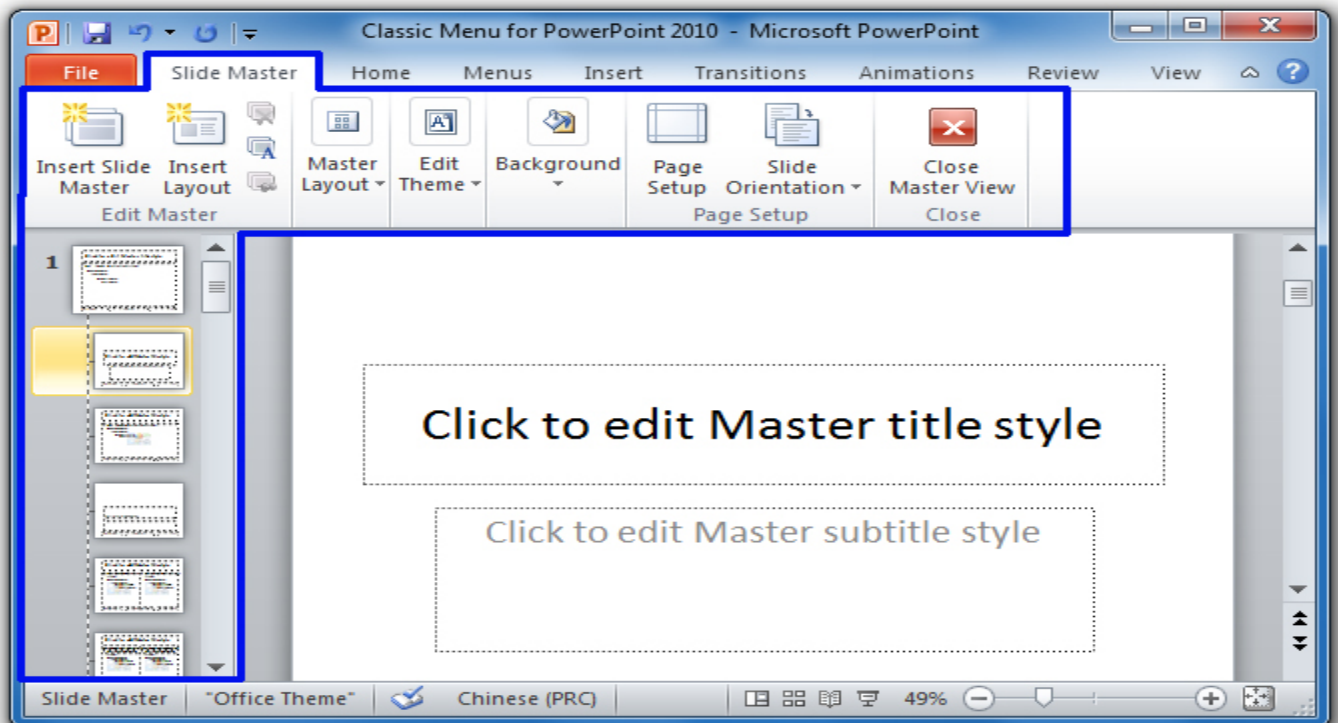 Classic Menu for PowerPoint 2010 - Microsoft PowerPoint
File Slide Master Home Menus Insert Transitions Animations Review View
Insert Slide Master
Insert Layout
Master Layout
Edit Theme
Background
Page Setup
Slide Orientation
Close Master View
Edit Master
Page Setup
Close
1
Click to edit Master title style
Click to edit Master subtitle style
Slide Master "Office Theme" Chinese (PRC) 49%